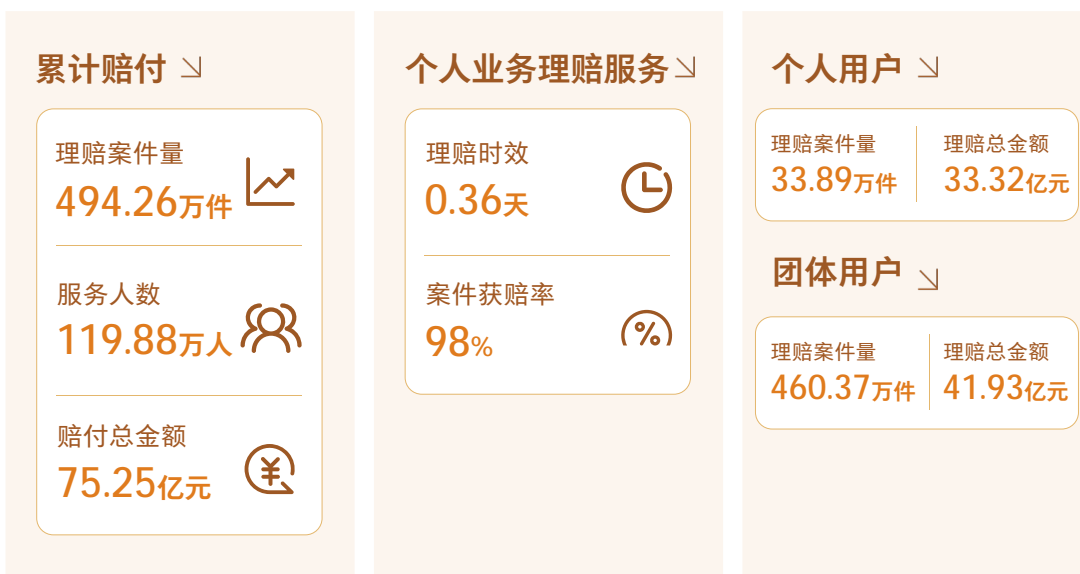 累计赔付
理赔案件量
494.26万件
服务人数
119.88万人
赔付总金额
75.25亿元
个人业务理赔服务
理赔时效
0.36天
案件获赔率
98%
个人用户
理赔案件量
33.89万件
理赔总金额
33.32亿元
团体用户
理赔案件量
460.37万件
理赔总金额
41.93亿元